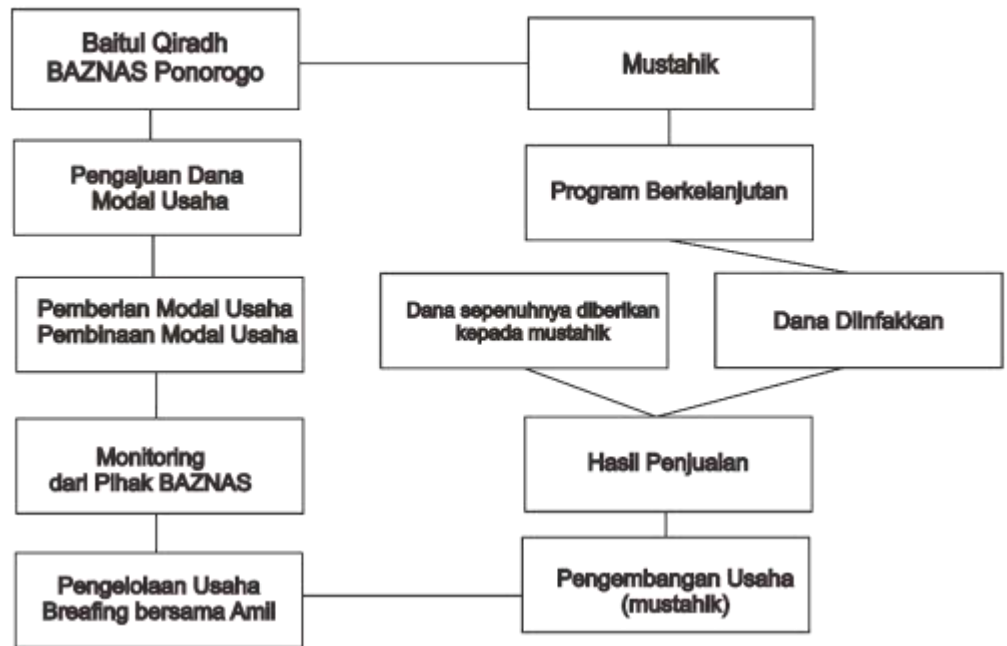 Baitul Qiradh
BAZNAS Ponorogo
Mustahik
Pengajuan Dana
Modal Usaha
Program Berkelanjutan
Pemberian Modal Usaha
Pembinaan Modal Usaha
Dana sepenuhnya diberikan
kepada mustahik
Dana Diinfakkan
Monitoring
dari Pihak BAZNAS
Hasil Penjualan
Pengelolaan Usaha
Breafing bersama Amil
Pengembangan Usaha
(mustahik)